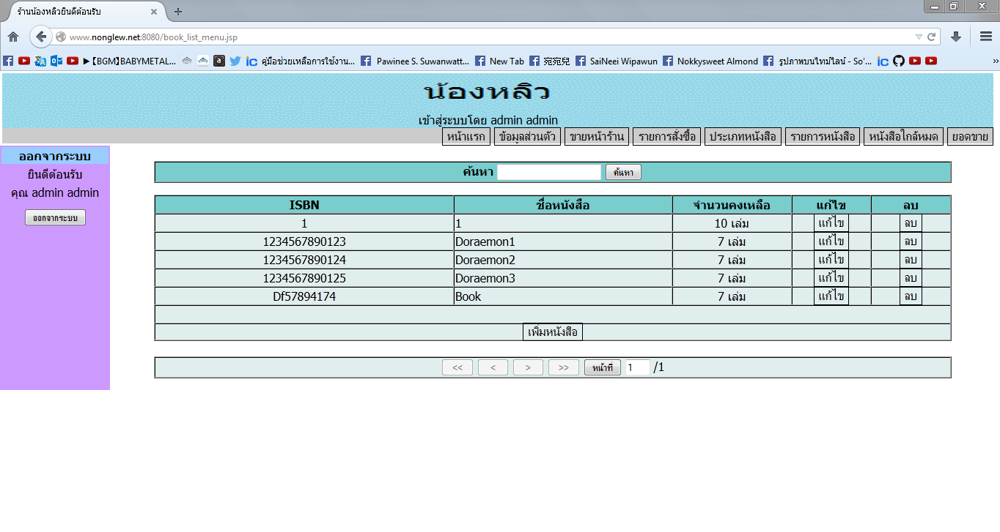 ร้านน้องหลิวยินดีต้อนรับ
www.nonglew.net:8080/book_list_menu.jsp
【BGM】BABYMETAL... a คู่มือช่วยเหลือการใช้งาน... Pawinee S. Suwanwatt... New Tab 宛宛兒 SaiNeei Wipawun Nokkysweet Almond รูปภาพบนไทม์ไลน์ - So'... ic
น้องหลิว
เข้าสู่ระบบโดย admin admin
หน้าแรก ข้อมูลส่วนตัว ขายหน้าร้าน รายการสั่งซื้อ ประเภทหนังสือ รายการหนังสือ หนังสือใกล้หมด ยอดขาย
ออกจากระบบ
ยินดีต้อนรับ
คุณ admin admin
ออกจากระบบ
ค้นหา ค้นหา
ISBN ชื่อหนังสือ จำนวนคงเหลือ แก้ไข ลบ
1 1 10 เล่ม แก้ไข ลบ
1234567890123 Doraemon1 7 เล่ม แก้ไข ลบ
1234567890124 Doraemon2 7 เล่ม แก้ไข ลบ
1234567890125 Doraemon3 7 เล่ม แก้ไข ลบ
Df57894174 Book 7 เล่ม แก้ไข ลบ
เพิ่มหนังสือ
<< < > >> หน้าที่ 1 /1